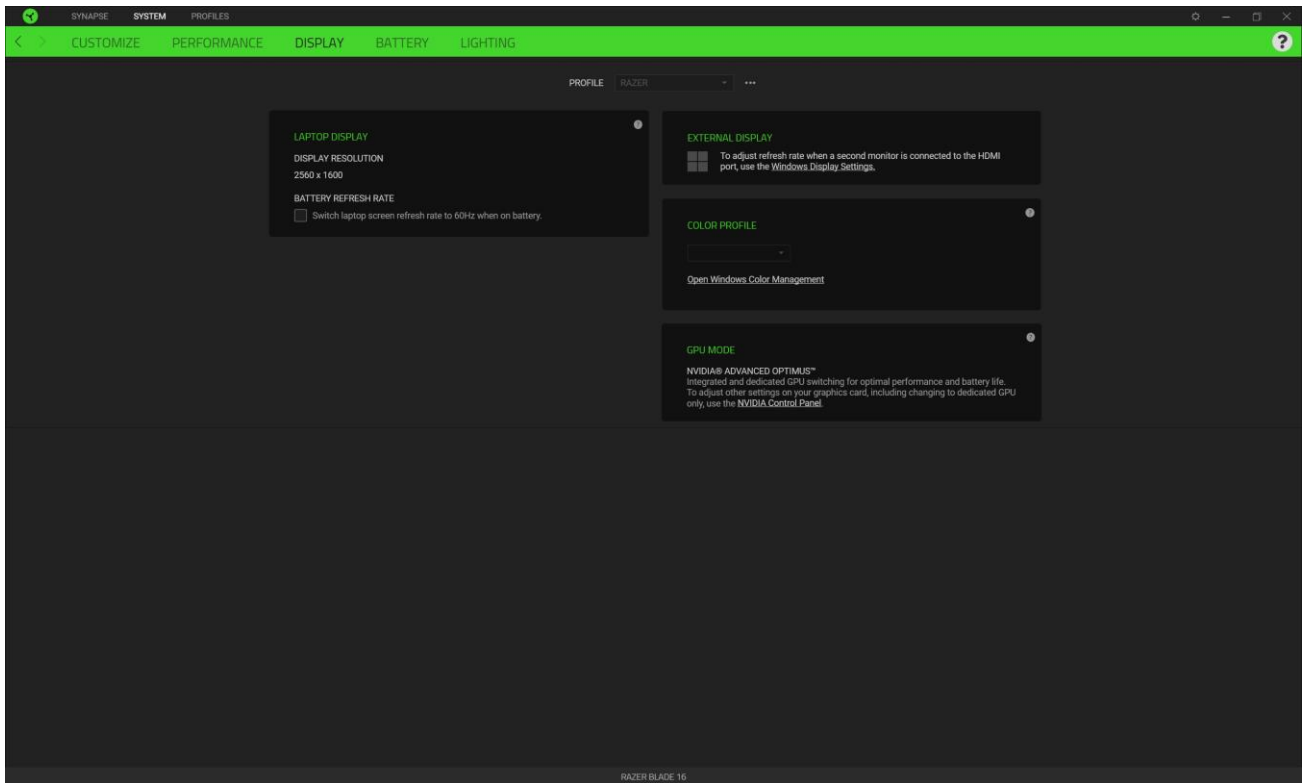 SYNAPSE SYSTEM PROFILES
CUSTOMIZE PERFORMANCE DISPLAY BATTERY LIGHTING ?
PROFILE RAZER
LAPTOP DISPLAY
DISPLAY RESOLUTION
2560 x 1600
BATTERY REFRESH RATE
Switch laptop screen refresh rate to 60Hz when on battery.
EXTERNAL DISPLAY
To adjust refresh rate when a second monitor is connected to the HDMI
port, use the Windows Display Settings.
COLOR PROFILE
Open Windows Color Management
GPU MODE
NVIDIA® ADVANCED OPTIMUS™
Integrated and dedicated GPU switching for optimal performance and battery life.
To adjust other settings on your graphics card, including changing to dedicated GPU
only, use the NVIDIA Control Panel.
RAZER BLADE 16